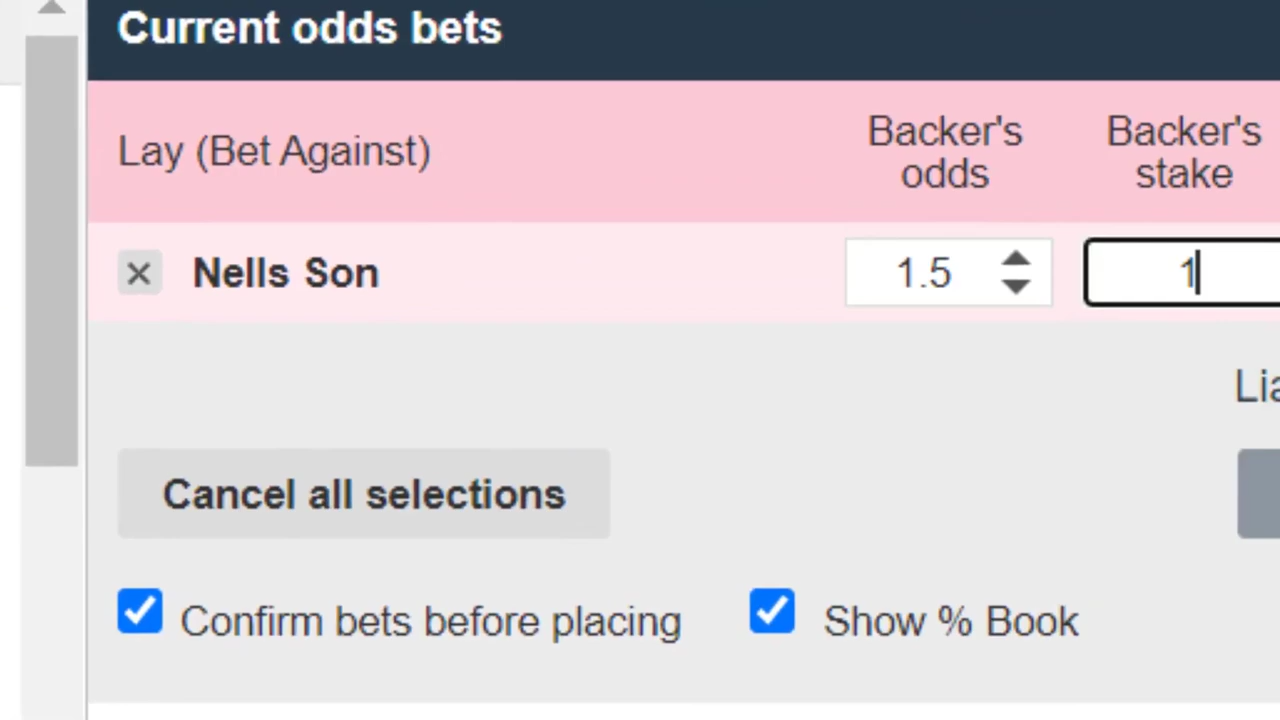 Current odds bets
Lay (Bet Against)
Backer's
odds
Backer's
stake
Nells Son
1.5
1
Cancel all selections
Confirm bets before placing
Show % Book